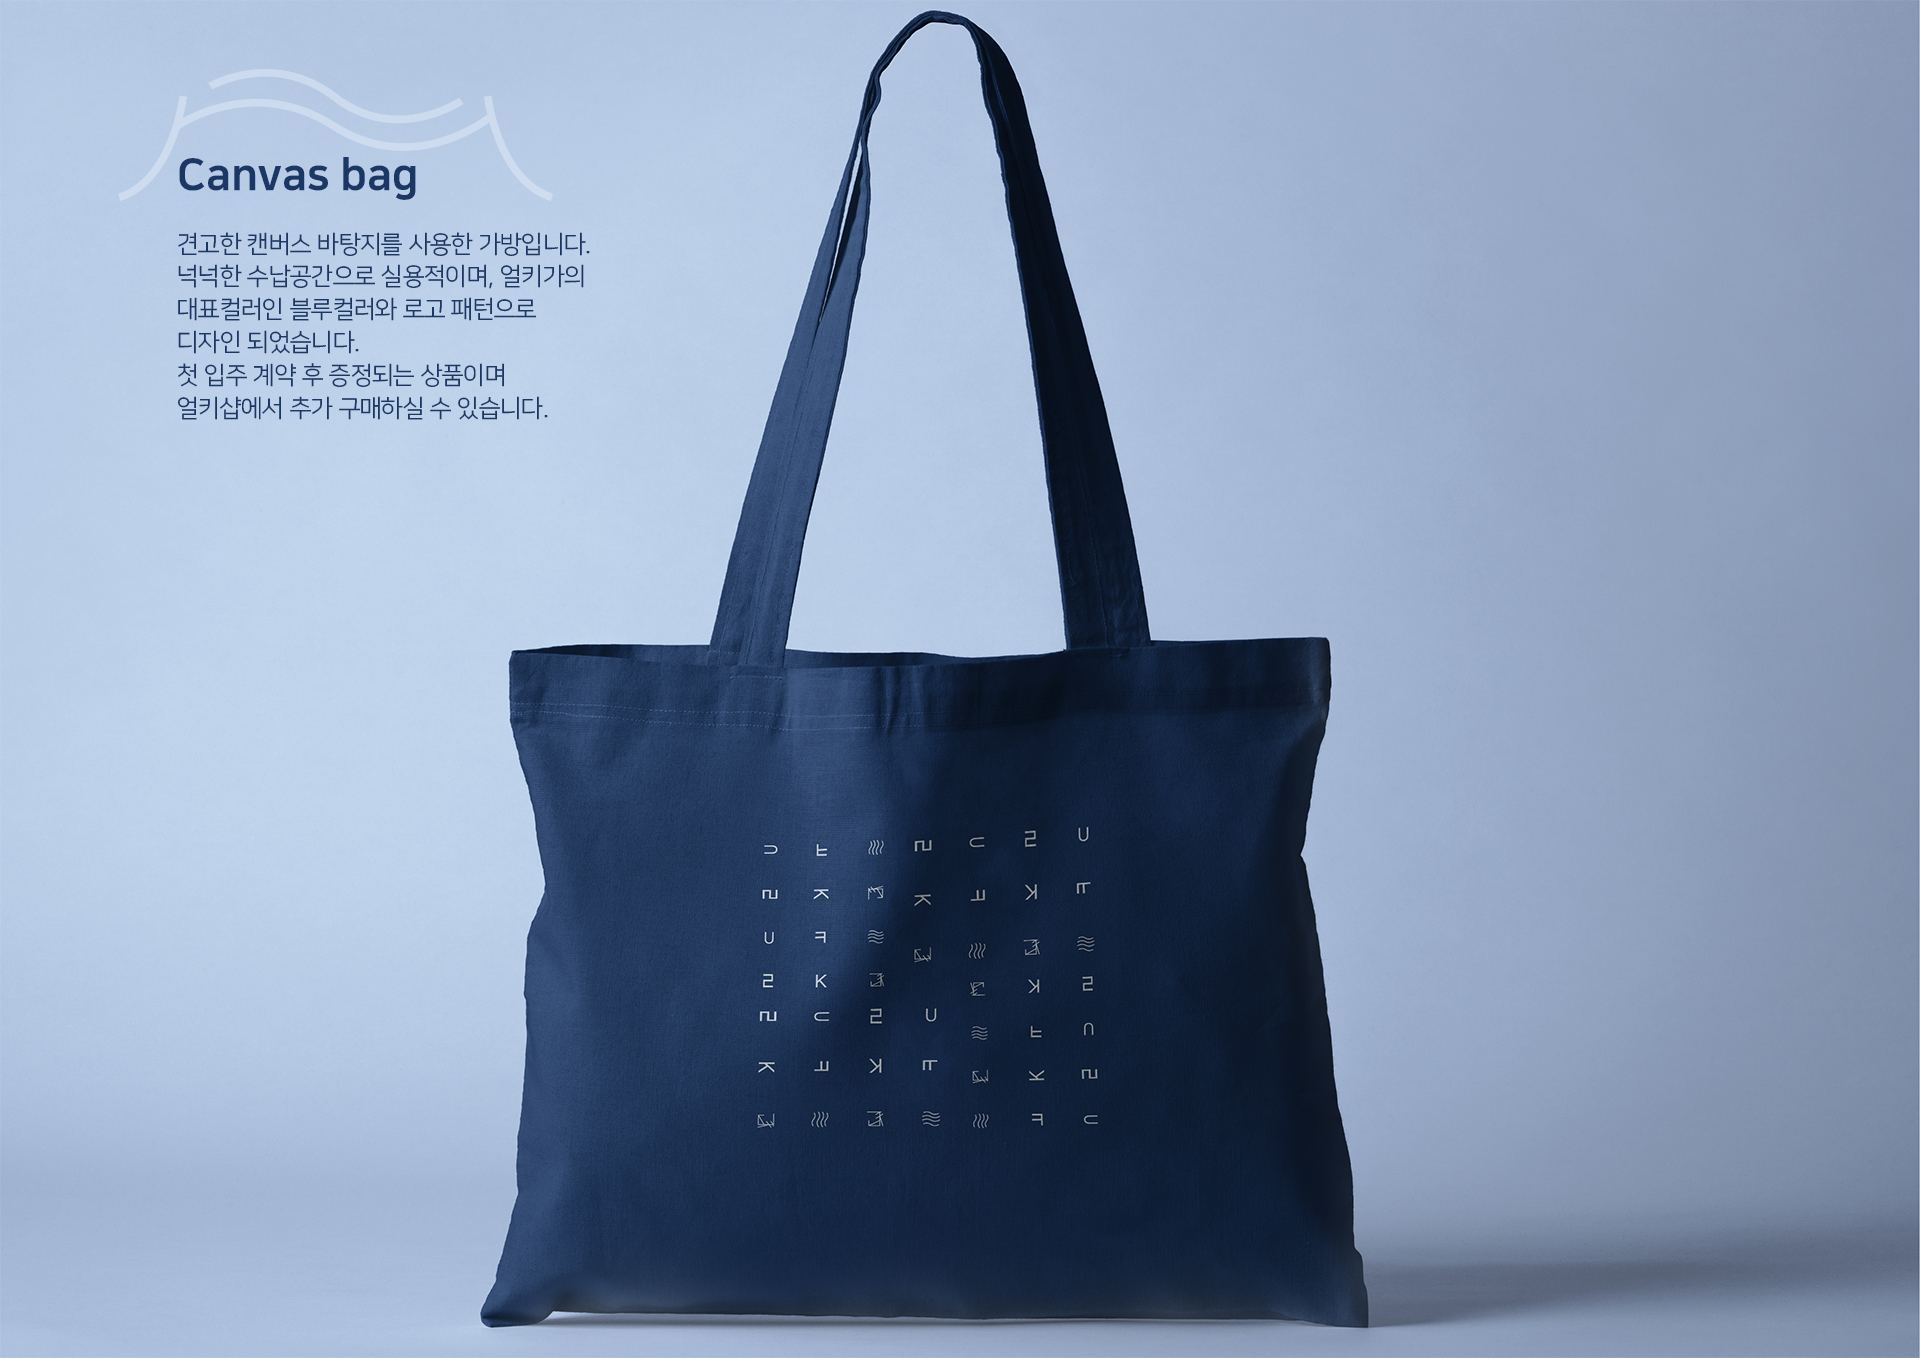 Canvas bag
견고한 캔버스 바탕지를 사용한 가방입니다.
넉넉한 수납공간으로 실용적이며, 얼키가의
대표컬러인 블루컬러와 로고 패턴으로
디자인 되었습니다.
첫 입주 계약 후 증정되는 상품이며
얼키샵에서 추가 구매하실 수 있습니다.